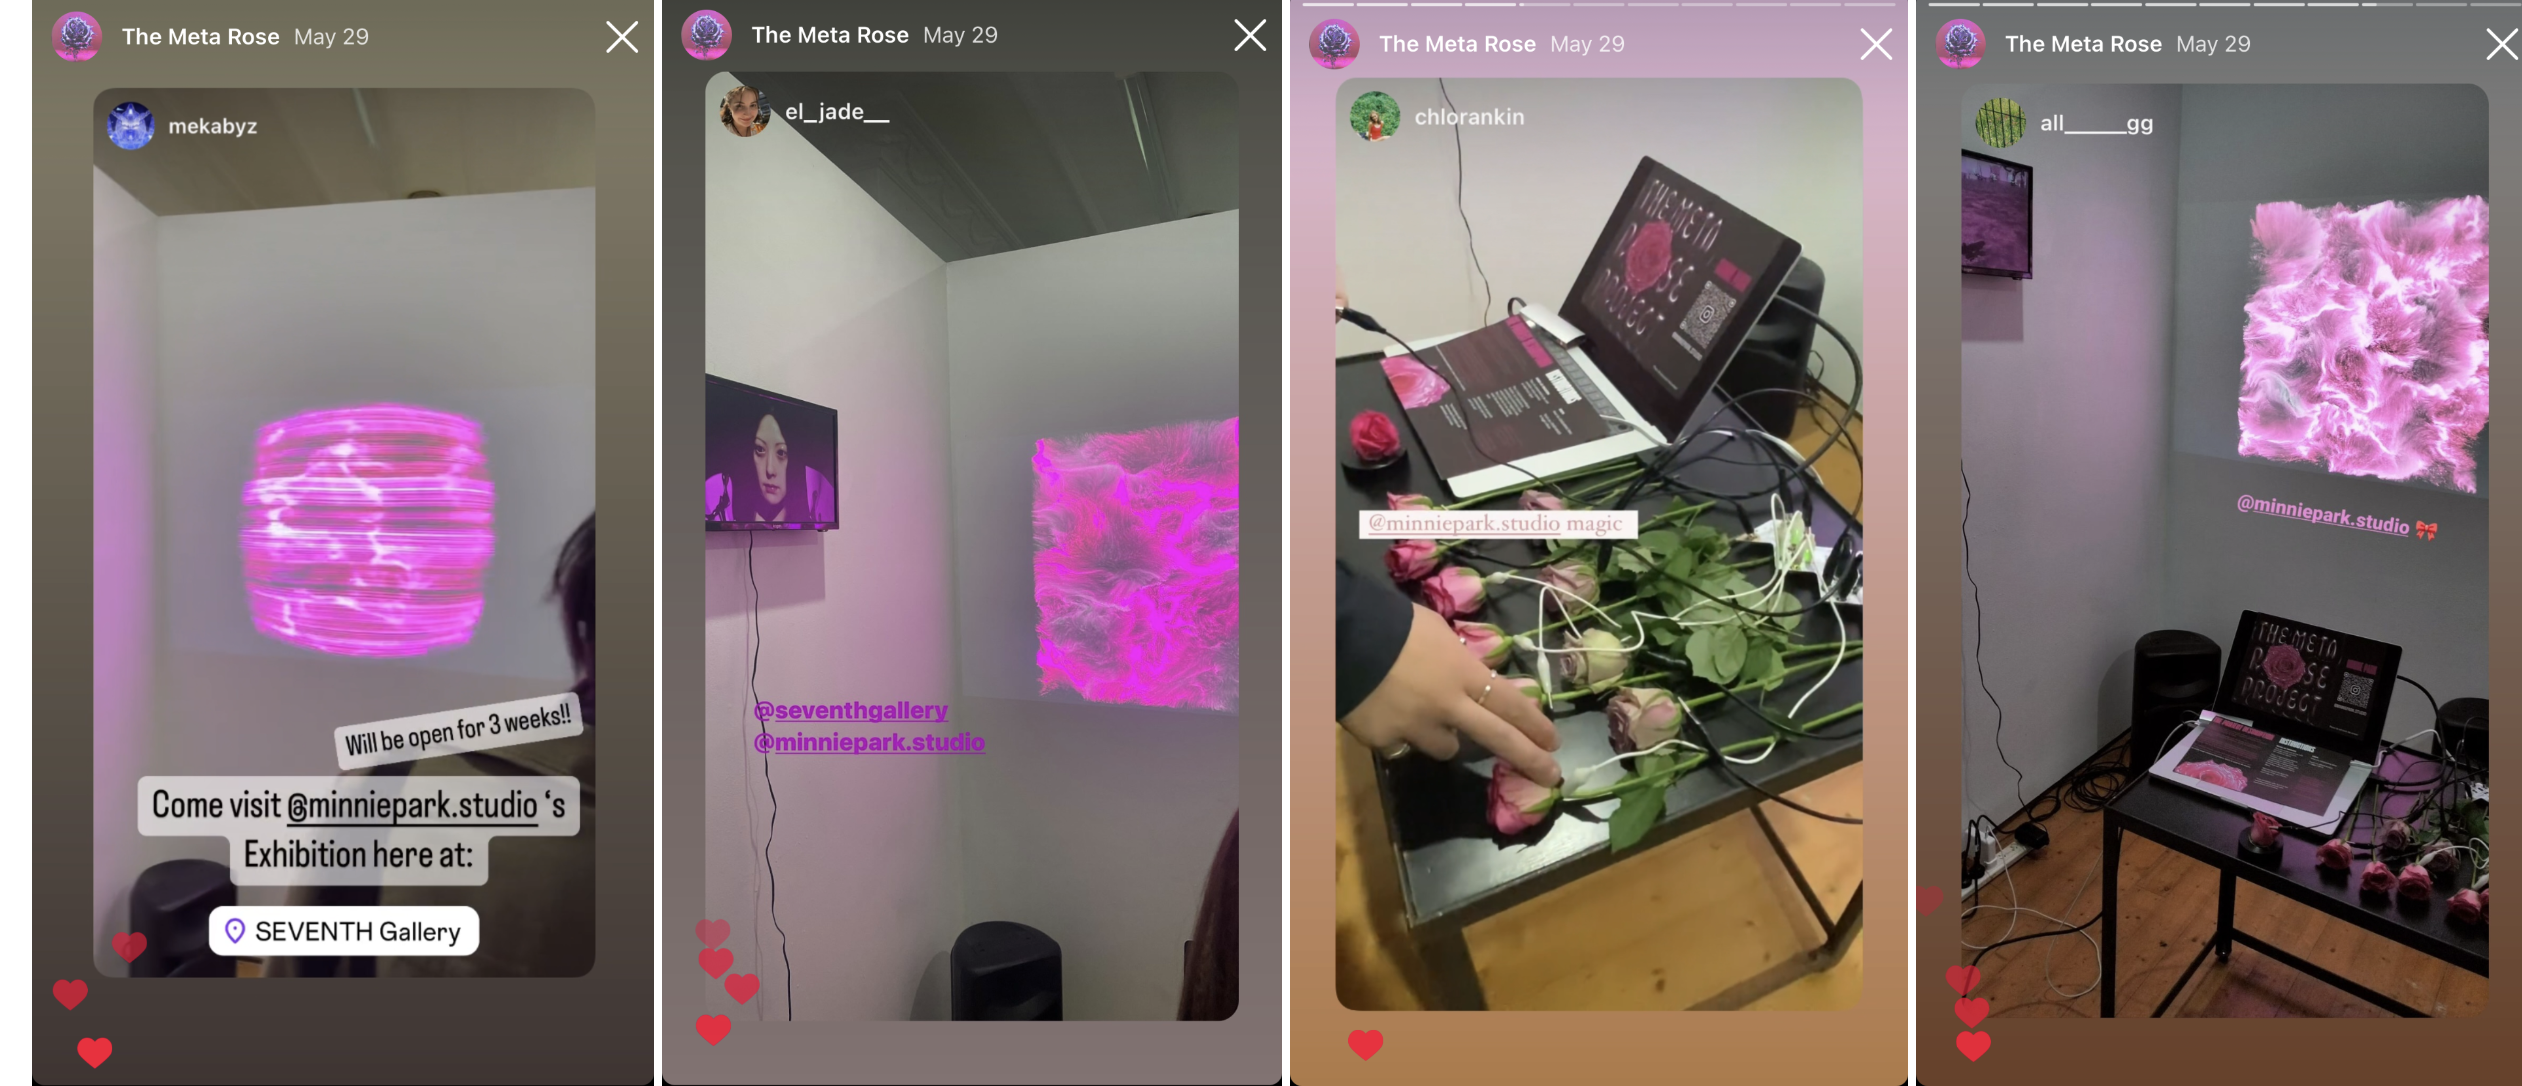 The Meta Rose May 29
mekabyz
Will be open for 3 weeks!!
Come visit @minniepark.studio ‘s
Exhibition here at:
SEVENTH Gallery
The Meta Rose May 29
el_jade__
@seventhgallery
@minniepark.studio
The Meta Rose May 29
chlorankin
THE META
ROSE
PROJECT
@minniepark.studio magic
The Meta Rose May 29
all______gg
@minniepark.studio
THE META
ROSE
PROJECT
INSTRUCTIONS